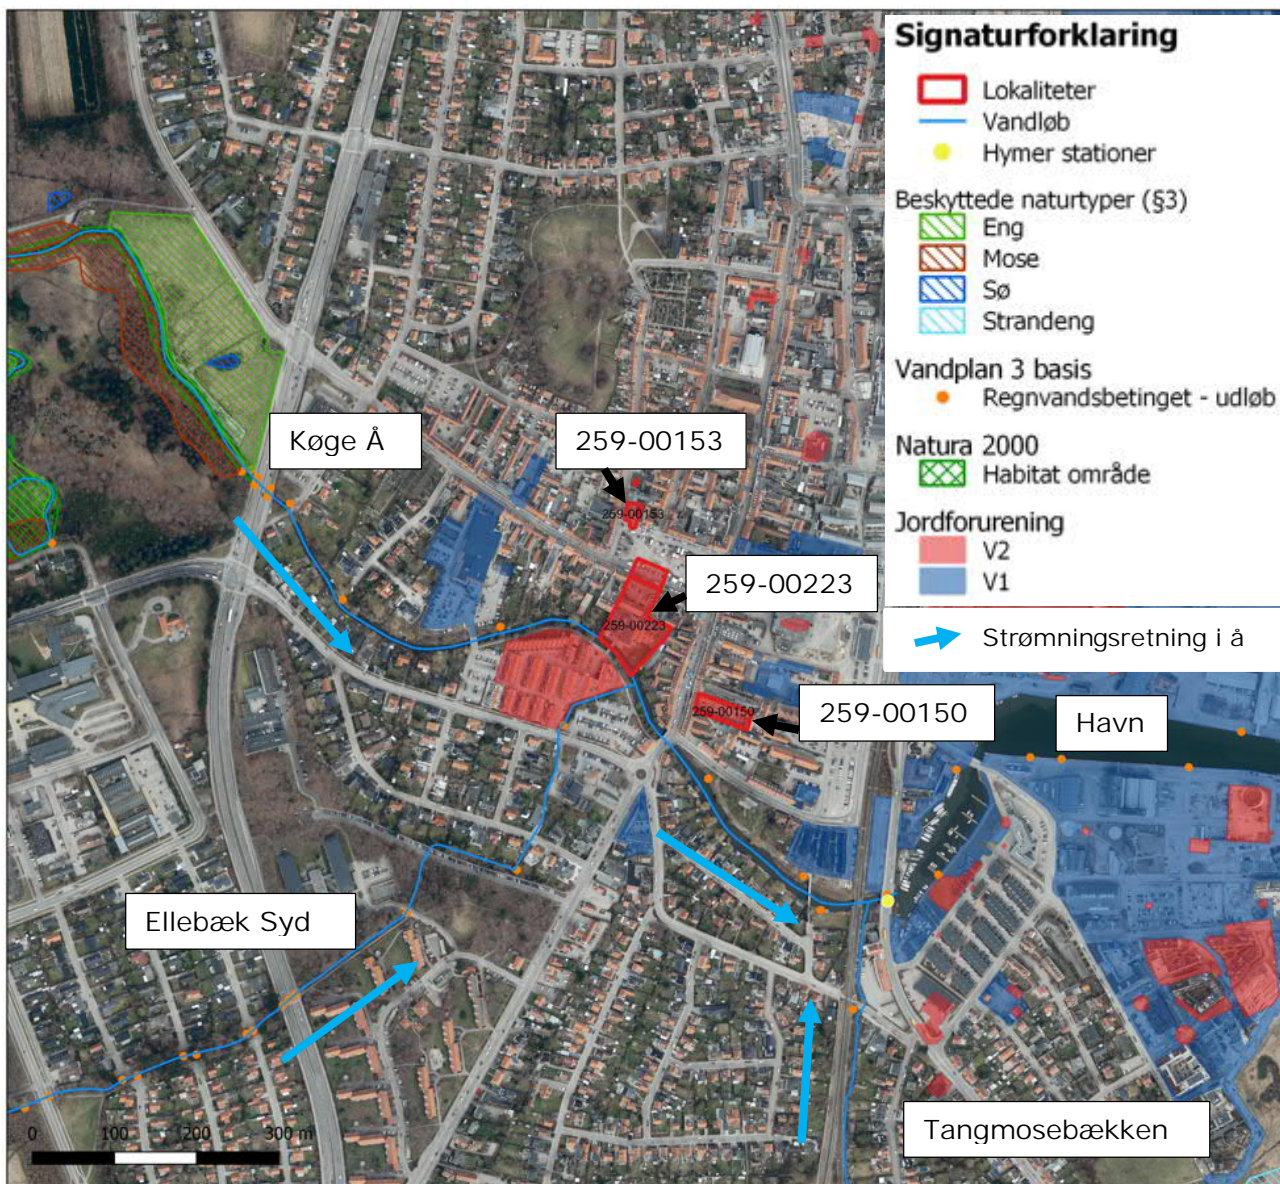 Signaturforklaring
Lokaliteter
Vandløb
Hymer stationer
Beskyttede naturtyper (§3)
Eng
Mose
Sø
Strandeng
Vandplan 3 basis
Regnvandsbetinget - udløb
Natura 2000
Habitat område
Jordforurening
V2
V1
Strømningsretning i å
Køge Å
259-00153
259-00153
259-00223
259-00223
259-00150
259-00150
Havn
Ellebæk Syd
Tangmosebækken
0 100 200 300 m